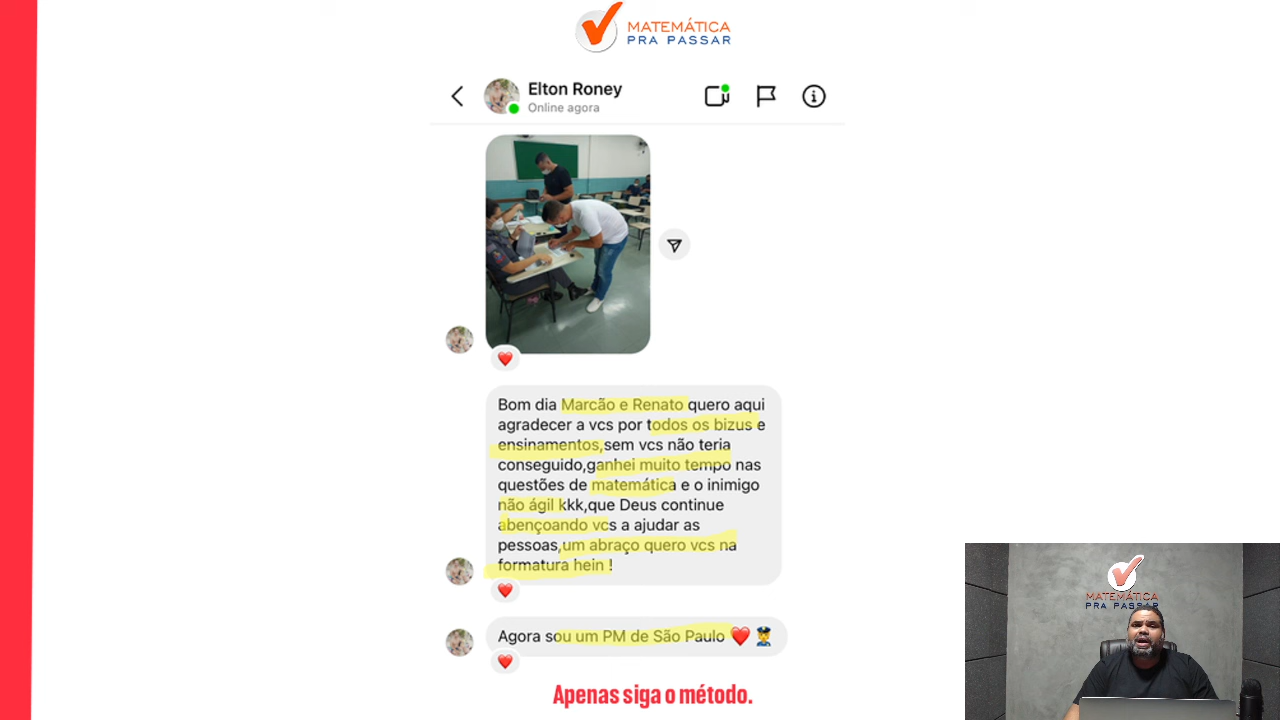 MATEMÁTICA
PRA PASSAR
Elton Roney
Online agora
Bom dia Marcão e Renato quero aqui
agradecer a vcs por todos os bizus e
ensinamentos,sem vcs não teria
conseguido,ganhei muito tempo nas
questões de matemática e o inimigo
não ágil kkk,que Deus continue
abençoando vcs a ajudar as
pessoas,um abraço quero vcs na
formatura hein !
Agora sou um PM de São Paulo ❤️👮
Apenas siga o método.
MATEMÁTICA
PRA PASSAR